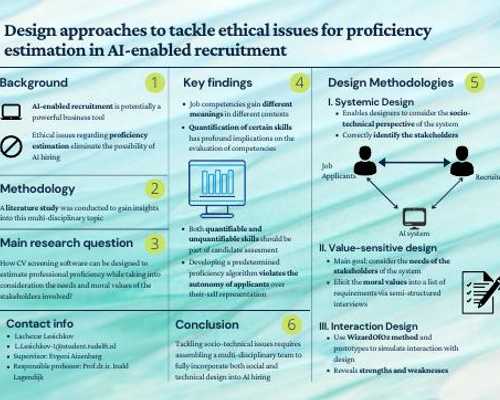 Design approaches to tackle ethical issues for proficiency
estimation in AI-enabled recruitment
Background
1
AI-enabled recruitment is potentially a
powerful business tool
Ethical issues regarding proficiency
estimation eliminate the possibility of
AI hiring
Methodology
2
A literature study was conducted to gain insights
into this multi-disciplinary topic
Main research question
3
How CV screening software can be designed to
estimate professional proficiency while taking into
consideration the needs and moral values of the
stakeholders involved?
Contact info
Lachezar Lesichkov
L.Lesichkov-1@student.tudelft.nl
Supervisor: Evgeni Aizenberg
Responsible professor: Prof.dr.ir. Inald
Lagendijk
Key findings
4
Job competencies gain different
meanings in different contexts
Quantification of certain skills
has profound implications on the
evaluation of competencies
Both quantifiable and
unquantifiable skills should be
part of candidate assesment
Developing a predetermined
proficiency algorithm violates the
autonomy of applicants over
their-self representation
Conclusion
6
Tackling socio-technical issues requires
assembling a multi-disciplinary team to
fully incorporate both social and
technical design into AI hiring
Design Methodologies
5
I. Systemic Design
Enables designers to consider the socio-
technical perspective of the system
Correctly identify the stakeholders
Job
Applicants
Recruite
AI system
II. Value-sensitive design
Main goal: consider the needs of the
stakeholders of the system
Elicit the moral values into a list of
requirements via semi-structured
interviews
III. Interaction Design
Use WizardOfOz method and
prototypes to simulate interaction with
design
Reveals strengths and weaknesses